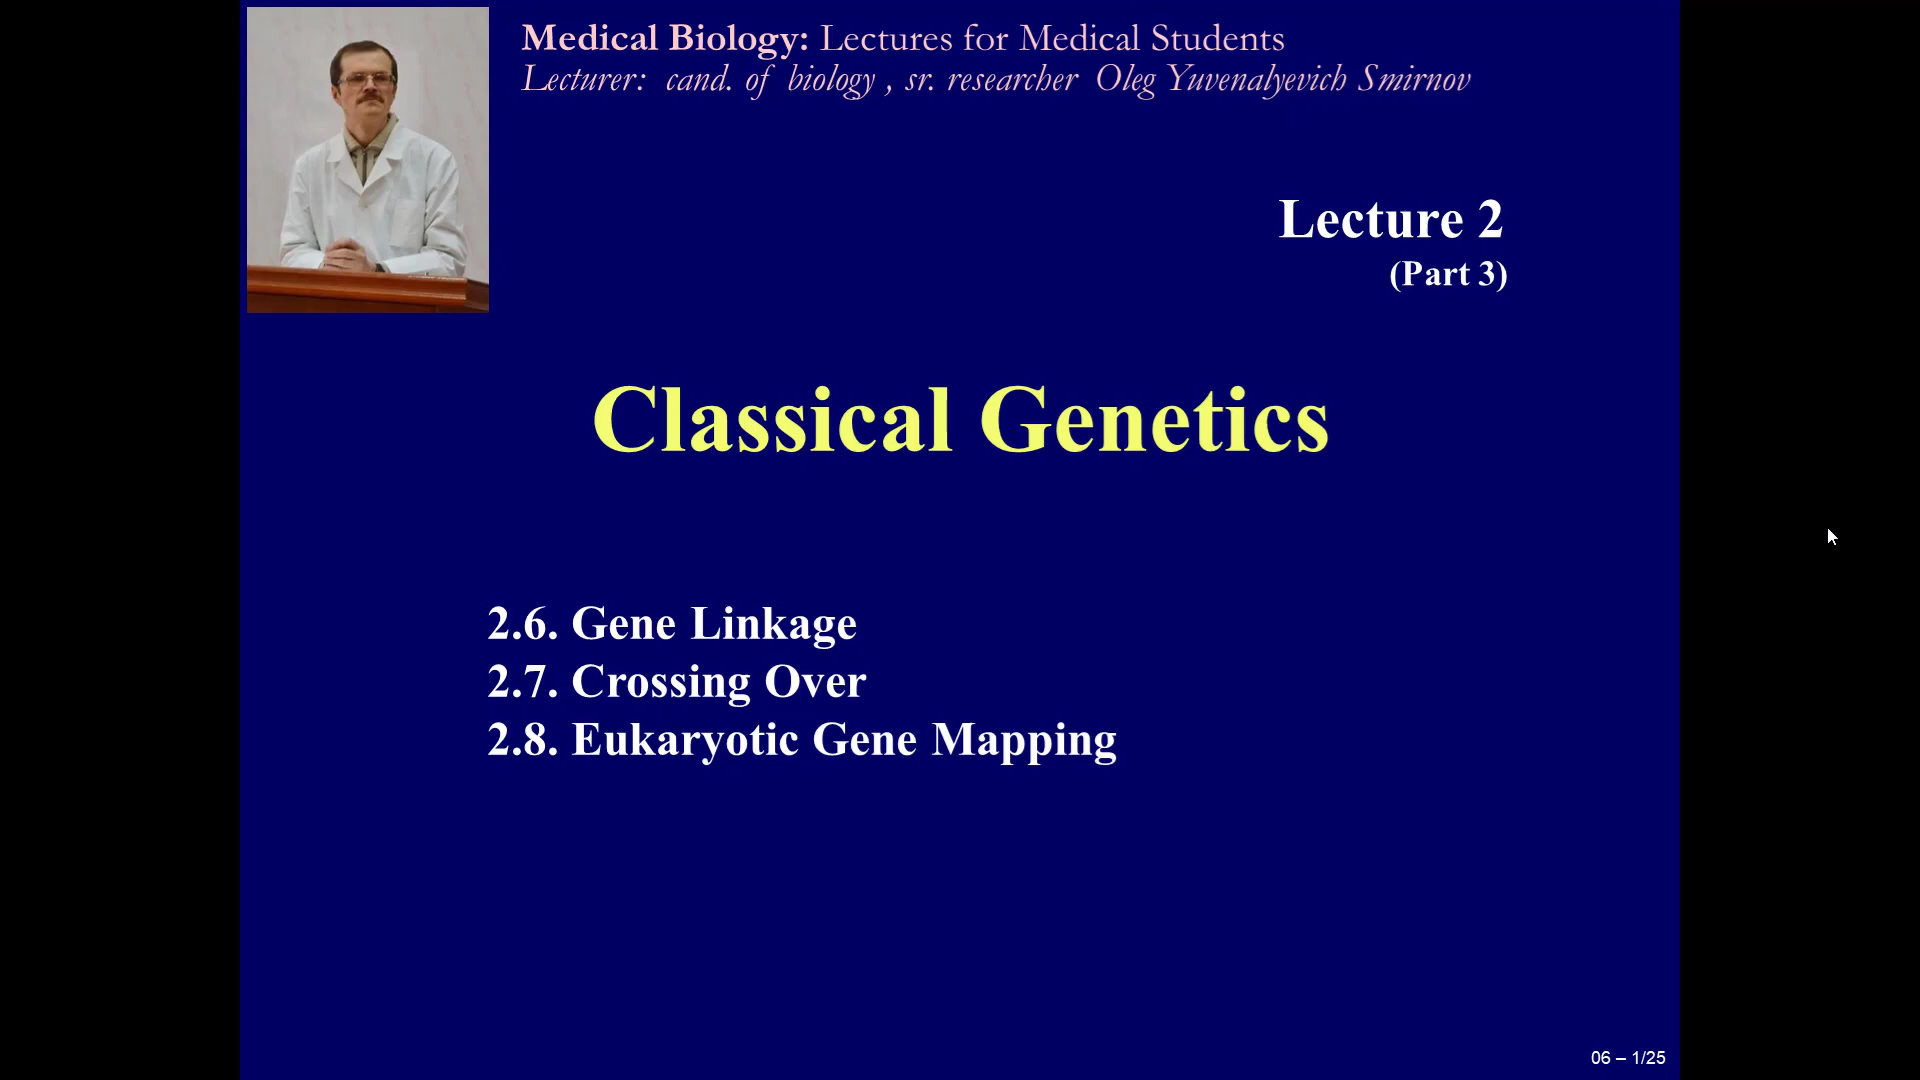 Medical Biology: Lectures for Medical Students
Lecturer: cand. of biology , sr. researcher Oleg Yuvenalyevich Smirnov
Lecture 2
(Part 3)
Classical Genetics
2.6. Gene Linkage
2.7. Crossing Over
2.8. Eukaryotic Gene Mapping
06 – 1/25